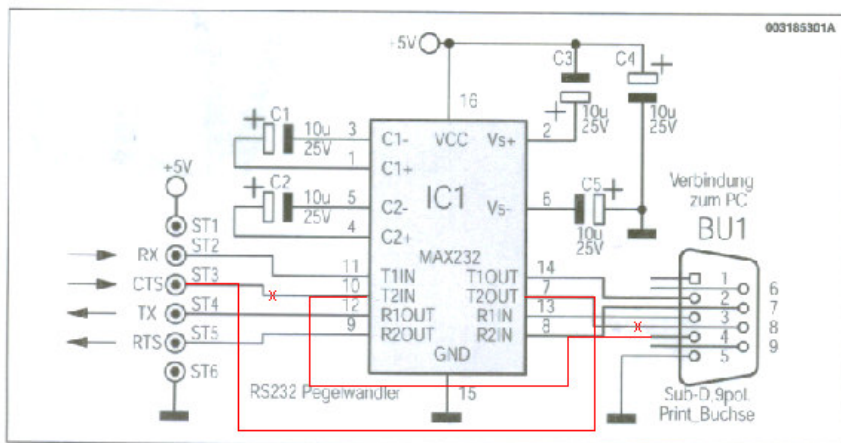 003185301A
+5V
C3
C4
+
+
10u
25V
10u
25V
16
VCC
Vs+
2
+
C1
10u
25V
3
1
C1-
C1+
+
C2
10u
25V
5
4
C2-
C2+
IC1
Vs-
6
C5
+
10u
25V
Verbindung
zum PC
BU1
+5V
ST1
RX
ST2
CTS
ST3
TX
ST4
RTS
ST5
ST6
MAX232
11
T1IN
T1OUT
14
10
T2IN
T2OUT
7
12
R1OUT
R1IN
13
9
R2OUT
R2IN
8
GND
15
1
2
3
4
5
6
7
8
9
RS232 Pegelwandler
Sub-D,9pol.
Print_Buchse